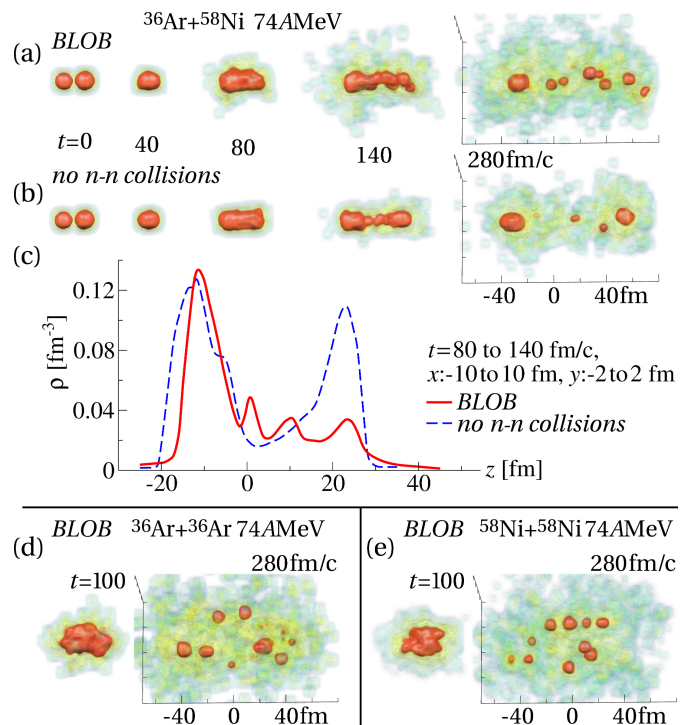 (a)
³⁶Ar+⁵⁸Ni 74AMeV
BLOB
t=0 40 80 140 280fm/c
(b) no n-n collisions
-40 0 40fm
(c)
ρ [fm⁻³]
0.12
0.08
0.04
0
-20 0 20 40 z [fm]
t=80 to 140 fm/c,
x:-10 to 10 fm, y:-2 to 2 fm
BLOB
no n-n collisions
(d) BLOB ³⁶Ar+³⁶Ar 74AMeV
t=100 280fm/c
-40 0 40fm
(e) BLOB ⁵⁸Ni+⁵⁸Ni 74AMeV
t=100 280fm/c
-40 0 40fm